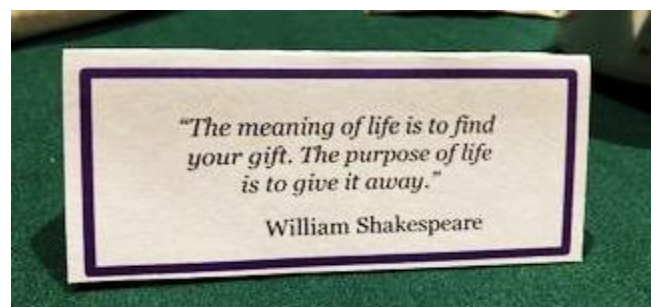 “The meaning of life is to find
your gift. The purpose of life
is to give it away.”
William Shakespeare